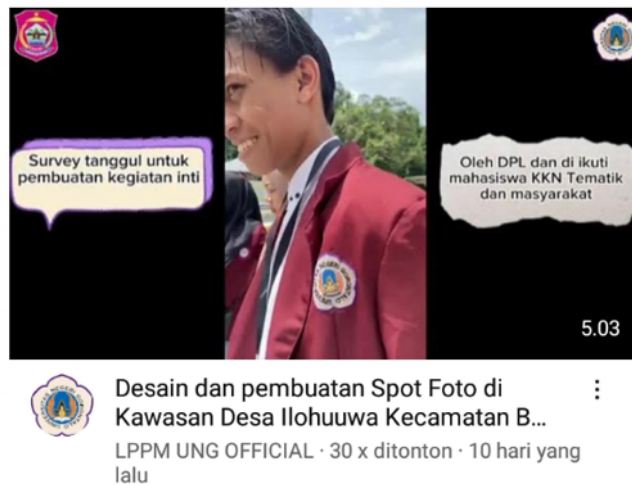 Survey tanggul untuk
pembuatan kegiatan inti
Oleh DPL dan di ikuti
mahasiswa KKN Tematik
dan masyarakat
5.03
Desain dan pembuatan Spot Foto di
Kawasan Desa Ilohuuwa Kecamatan B...
LPPM UNG OFFICIAL · 30 x ditonton · 10 hari yang
lalu